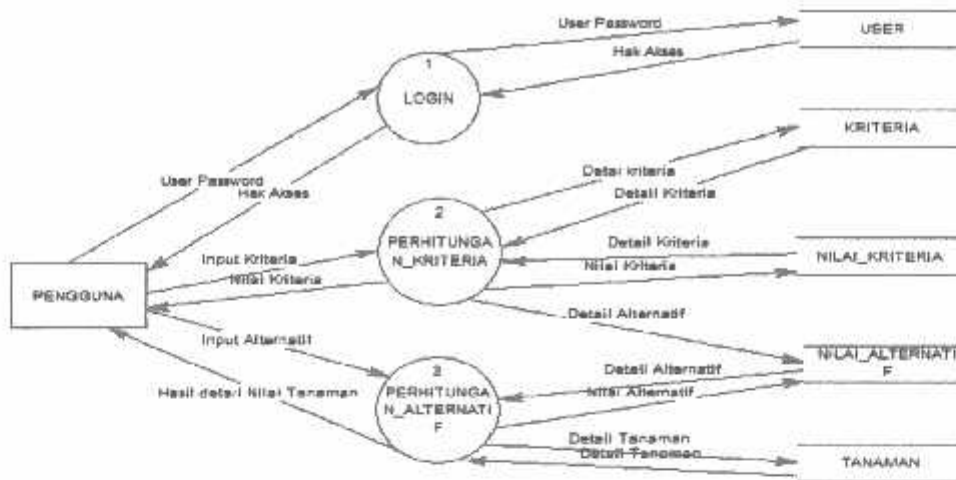 User Password
USER
Hak Akses
1
LOGIN
KRITERIA
User Password
Hak Akses
Detai kriteria
Detail Kriteria
2
PERHITUNGA
N_KRITERIA
Detail Kriteria
NILAI_KRITERIA
Nilai Kriteria
Input Kriteria
Nilai Kriteria
PENGGUNA
Detail Alternatif
Input Alternatif
NILAI_ALTERNATI
F
Detail Alternatif
Nilai Alternatif
3
PERHITUNGA
N_ALTERNATI
F
Hasil detail Nilai Tanaman
Detail Tanaman
Detail Tanaman
TANAMAN